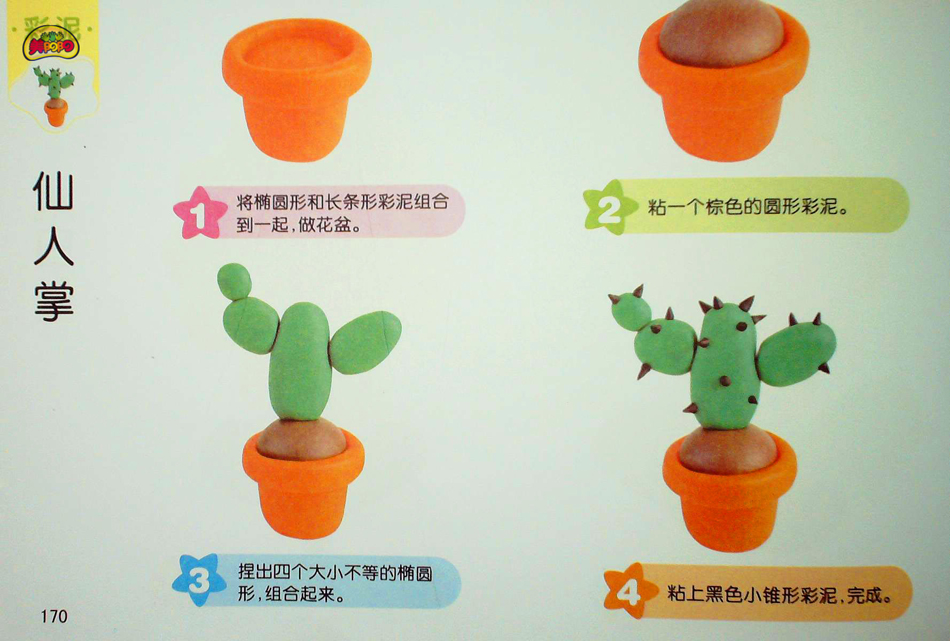 彩泥
仙人掌
1
将椭圆形和长条形彩泥组合
到一起,做花盆。
2
粘一个棕色的圆形彩泥。
3
捏出四个大小不等的椭圆
形,组合起来。
4
粘上黑色小锥形彩泥,完成。
170